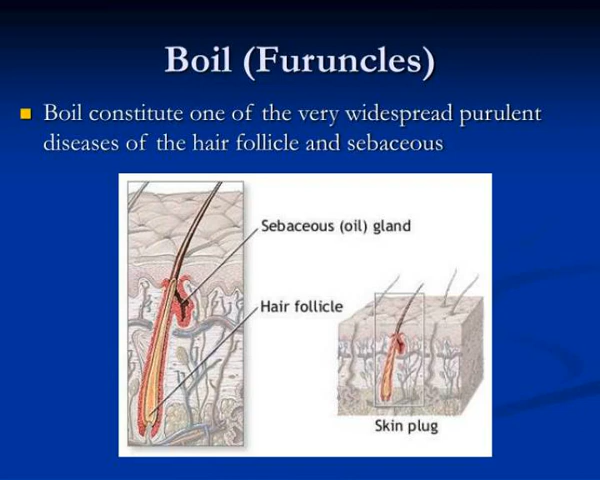 Boil (Furuncles)
Boil constitute one of the very widespread purulent
diseases of the hair follicle and sebaceous
Sebaceous (oil) gland
Hair follicle
Skin plug